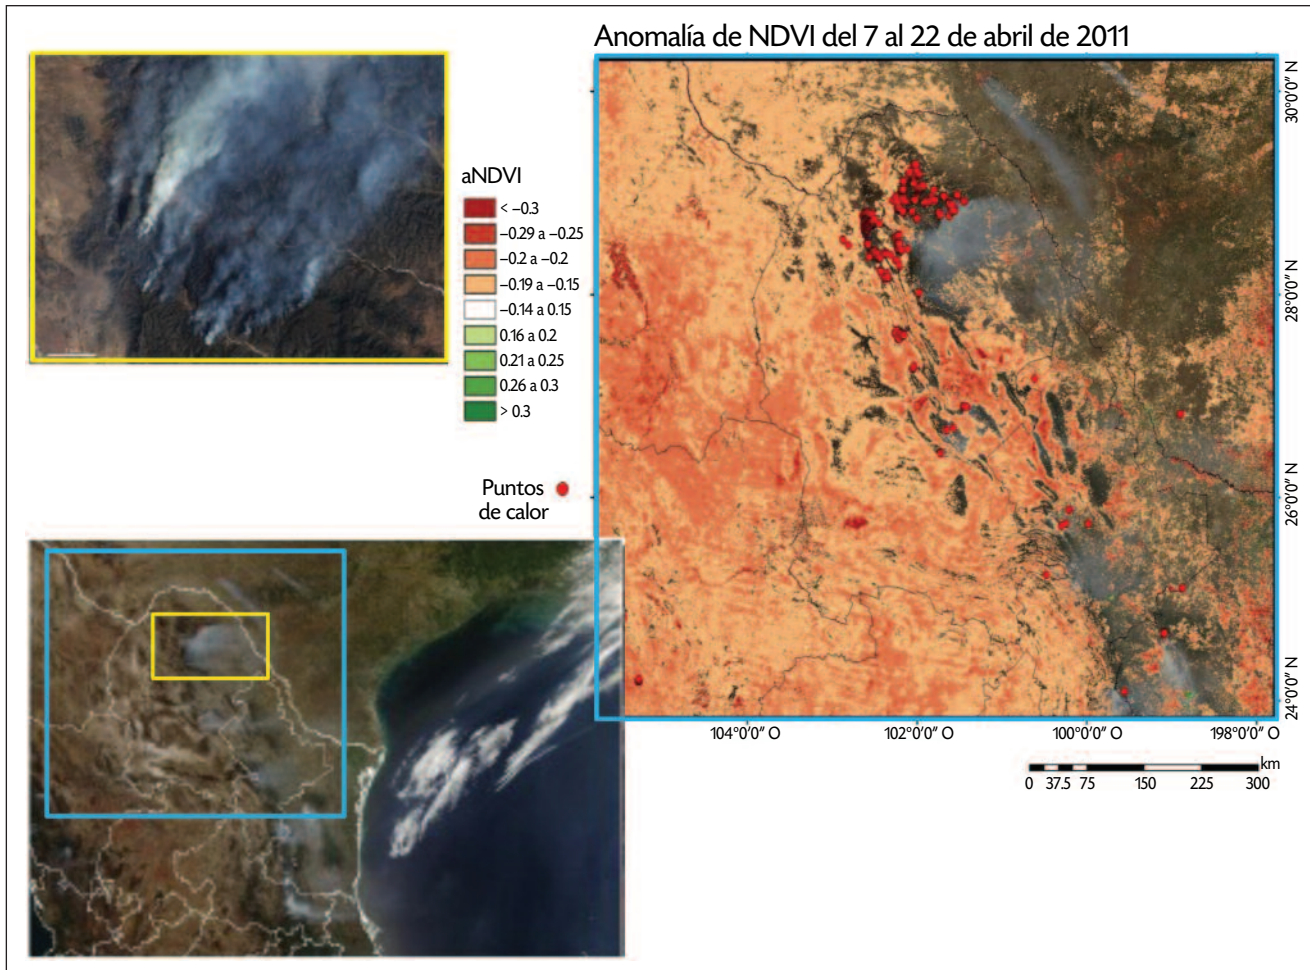 Anomalía de NDVI del 7 al 22 de abril de 2011
aNDVI
< –0.3
–0.29 a –0.25
–0.2 a –0.2
–0.19 a –0.15
–0.14 a 0.15
0.16 a 0.2
0.21 a 0.25
0.26 a 0.3
> 0.3
Puntos
de calor
30°0'0" N
28°0'0" N
26°0'0" N
24°0'0" N
104°0'0" O
102°0'0" O
100°0'0" O
198°0'0" O
km
0 37.5 75 150 225 300